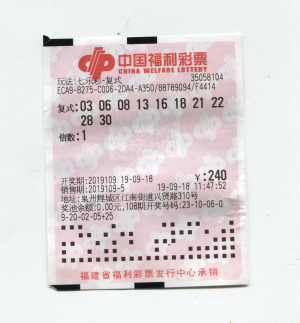 中国福利彩票
CHINA WELFARE LOTTERY
玩法:七乐彩-复式 35058104
ECA9-B275-C006-2DA4-A35D/88789094/F4414
复式:03 06 08 13 16 18 21 22
28 30
倍数:1
开奖期:2019109 19-09-18 ¥:240
销售期:2019109-5 19-09-18 11:47:52
地址:泉州鲤城区江南街道兴贤路310号
奖池余额:0.00元,108期开奖号码:23-10-06-0
9-20-02-05+25
福建省福利彩票发行中心承销